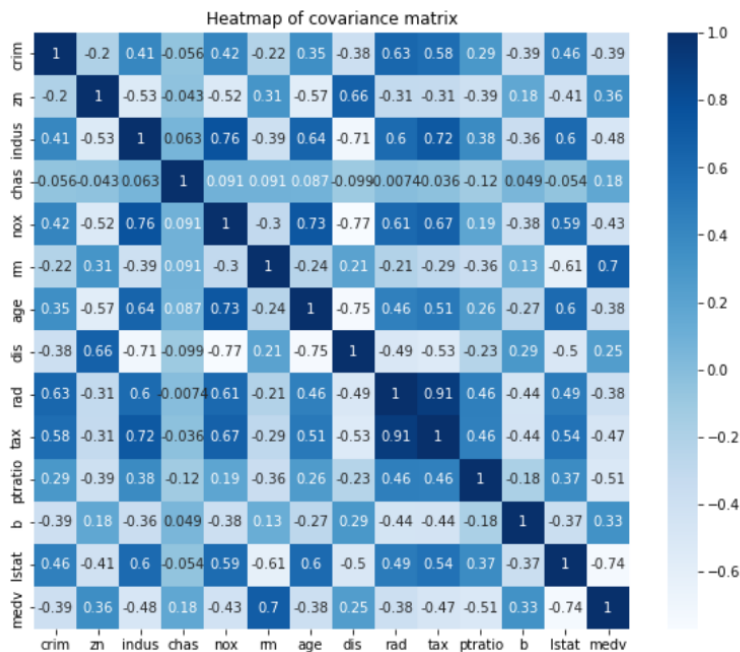 Heatmap of covariance matrix
crim 1 -0.2 0.41 -0.056 0.42 -0.22 0.35 -0.38 0.63 0.58 0.29 -0.39 0.46 -0.39
zn -0.2 1 -0.53 -0.043 -0.52 0.31 -0.57 0.66 -0.31 -0.31 -0.39 0.18 -0.41 0.36
indus 0.41 -0.53 1 0.063 0.76 -0.39 0.64 -0.71 0.6 0.72 0.38 -0.36 0.6 -0.48
chas -0.056 -0.043 0.063 1 0.091 0.091 0.087 -0.099 -0.0074 -0.036 -0.12 0.049 -0.054 0.18
nox 0.42 -0.52 0.76 0.091 1 -0.3 0.73 -0.77 0.61 0.67 0.19 -0.38 0.59 -0.43
rm -0.22 0.31 -0.39 0.091 -0.3 1 -0.24 0.21 -0.21 -0.29 -0.36 0.13 -0.61 0.7
age 0.35 -0.57 0.64 0.087 0.73 -0.24 1 -0.75 0.46 0.51 0.26 -0.27 0.6 -0.38
dis -0.38 0.66 -0.71 -0.099 -0.77 0.21 -0.75 1 -0.49 -0.53 -0.23 0.29 -0.5 0.25
rad 0.63 -0.31 0.6 -0.0074 0.61 -0.21 0.46 -0.49 1 0.91 0.46 -0.44 0.49 -0.38
tax 0.58 -0.31 0.72 -0.036 0.67 -0.29 0.51 -0.53 0.91 1 0.46 -0.44 0.54 -0.47
ptratio 0.29 -0.39 0.38 -0.12 0.19 -0.36 0.26 -0.23 0.46 0.46 1 -0.18 0.37 -0.51
b -0.39 0.18 -0.36 0.049 -0.38 0.13 -0.27 0.29 -0.44 -0.44 -0.18 1 -0.37 0.33
lstat 0.46 -0.41 0.6 -0.054 0.59 -0.61 0.6 -0.5 0.49 0.54 0.37 -0.37 1 -0.74
medv -0.39 0.36 -0.48 0.18 -0.43 0.7 -0.38 0.25 -0.38 -0.47 -0.51 0.33 -0.74 1
crim zn indus chas nox rm age dis rad tax ptratio b lstat medv
1.0
0.8
0.6
0.4
0.2
0.0
−0.2
−0.4
−0.6